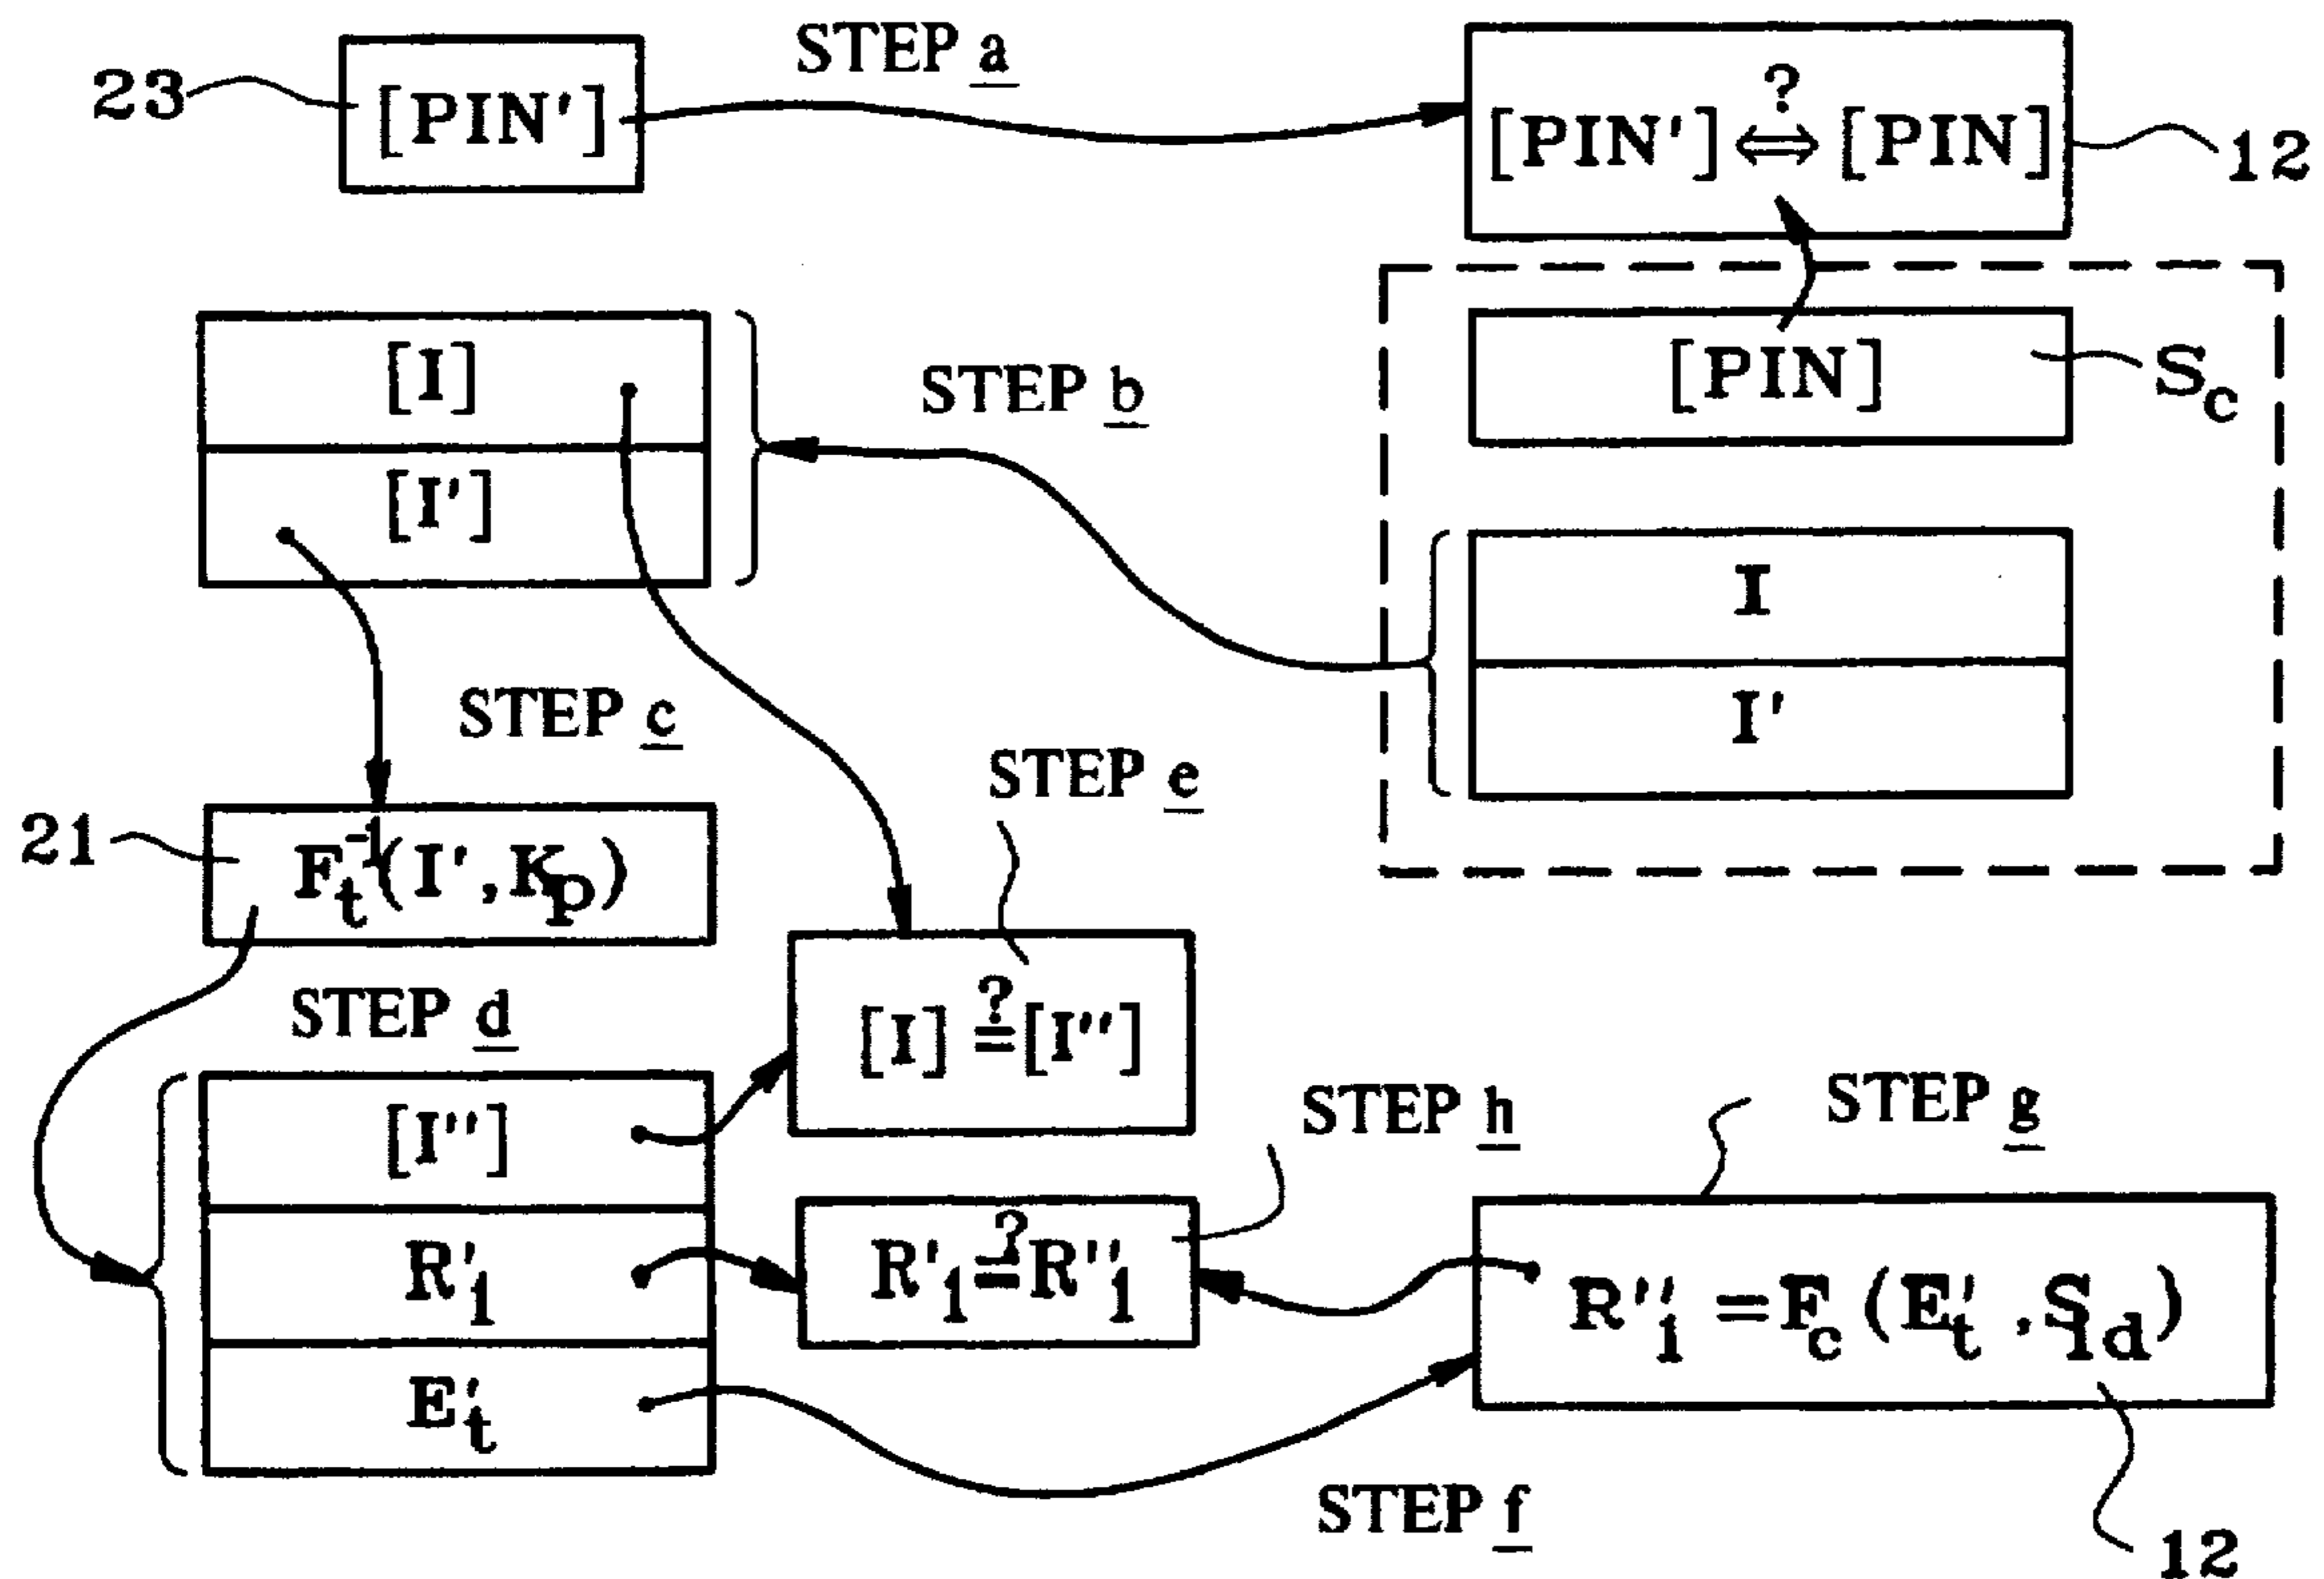 STEP a
23
[PIN']
[PIN'] ? ⇔ [PIN]
12
[I]
[I']
STEP b
[PIN]
Sc
I
I'
STEP c
STEP e
21
Ft^-1(I',Kp)
STEP d
[I] ?= [I'']
[I'']
R'1
E't
STEP h
R'1 ?= R''1
STEP g
R''1 =Fc(E't,S1d)
STEP f
12